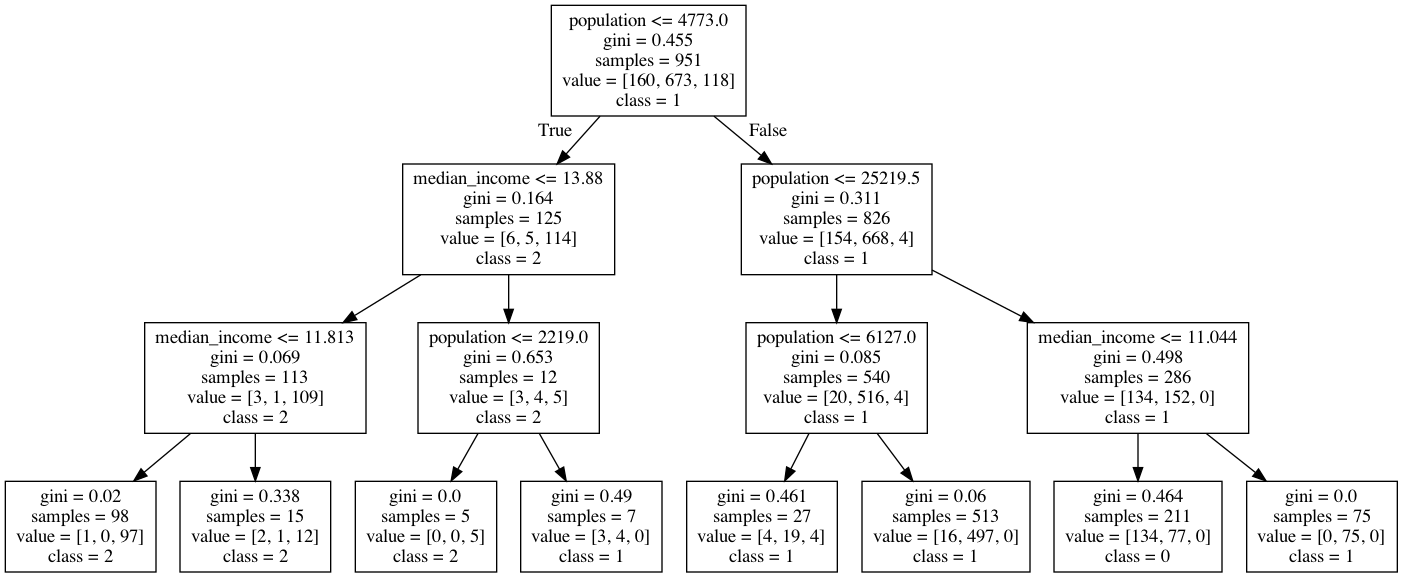 population <= 4773.0
gini = 0.455
samples = 951
value = [160, 673, 118]
class = 1
True
False
median_income <= 13.88
gini = 0.164
samples = 125
value = [6, 5, 114]
class = 2
population <= 25219.5
gini = 0.311
samples = 826
value = [154, 668, 4]
class = 1
median_income <= 11.813
gini = 0.069
samples = 113
value = [3, 1, 109]
class = 2
population <= 2219.0
gini = 0.653
samples = 12
value = [3, 4, 5]
class = 2
population <= 6127.0
gini = 0.085
samples = 540
value = [20, 516, 4]
class = 1
median_income <= 11.044
gini = 0.498
samples = 286
value = [134, 152, 0]
class = 1
gini = 0.02
samples = 98
value = [1, 0, 97]
class = 2
gini = 0.338
samples = 15
value = [2, 1, 12]
class = 2
gini = 0.0
samples = 5
value = [0, 0, 5]
class = 2
gini = 0.49
samples = 7
value = [3, 4, 0]
class = 1
gini = 0.461
samples = 27
value = [4, 19, 4]
class = 1
gini = 0.06
samples = 513
value = [16, 497, 0]
class = 1
gini = 0.464
samples = 211
value = [134, 77, 0]
class = 0
gini = 0.0
samples = 75
value = [0, 75, 0]
class = 1